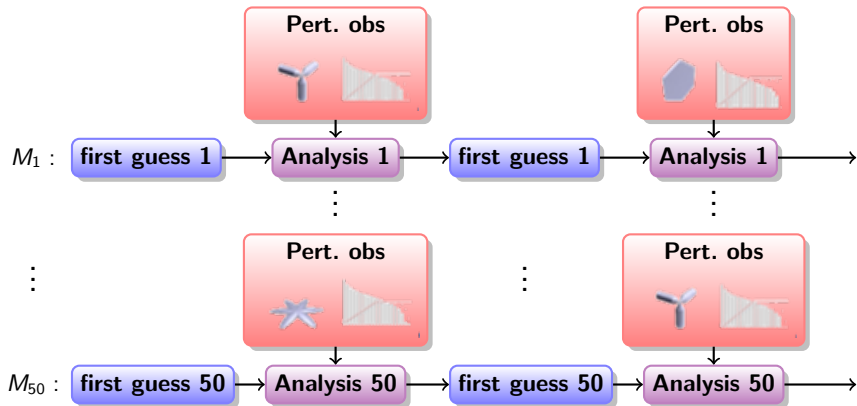 Pert. obs Pert. obs
M₁ : first guess 1 Analysis 1 first guess 1 Analysis 1
Pert. obs Pert. obs
M₅₀ : first guess 50 Analysis 50 first guess 50 Analysis 50